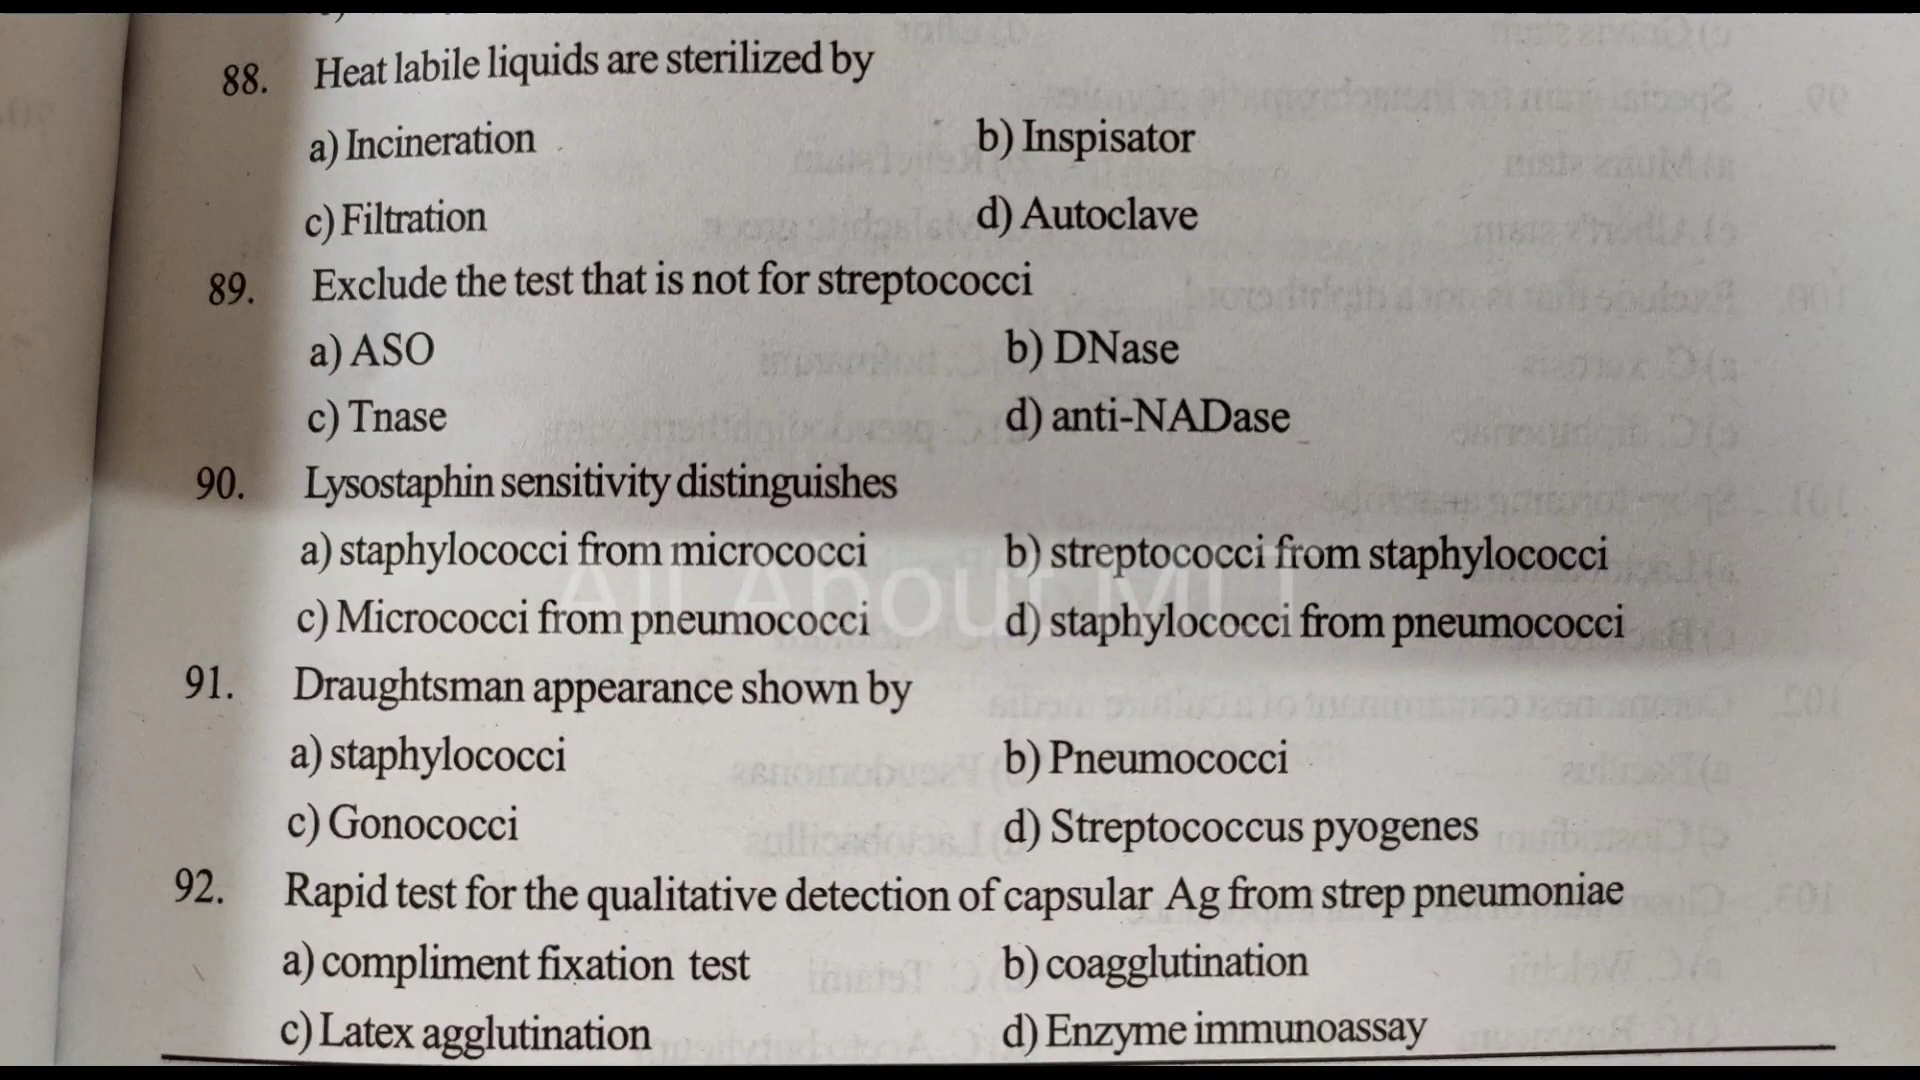 88. Heat labile liquids are sterilized by
a) Incineration b) Inspisator
c) Filtration d) Autoclave
89. Exclude the test that is not for streptococci
a) ASO b) DNase
c) Tnase d) anti-NADase
90. Lysostaphin sensitivity distinguishes
a) staphylococci from micrococci b) streptococci from staphylococci
All About MLT
c) Micrococci from pneumococci d) staphylococci from pneumococci
91. Draughtsman appearance shown by
a) staphylococci b) Pneumococci
c) Gonococci d) Streptococcus pyogenes
92. Rapid test for the qualitative detection of capsular Ag from strep pneumoniae
a) compliment fixation test b) coagglutination
c) Latex agglutination d) Enzyme immunoassay